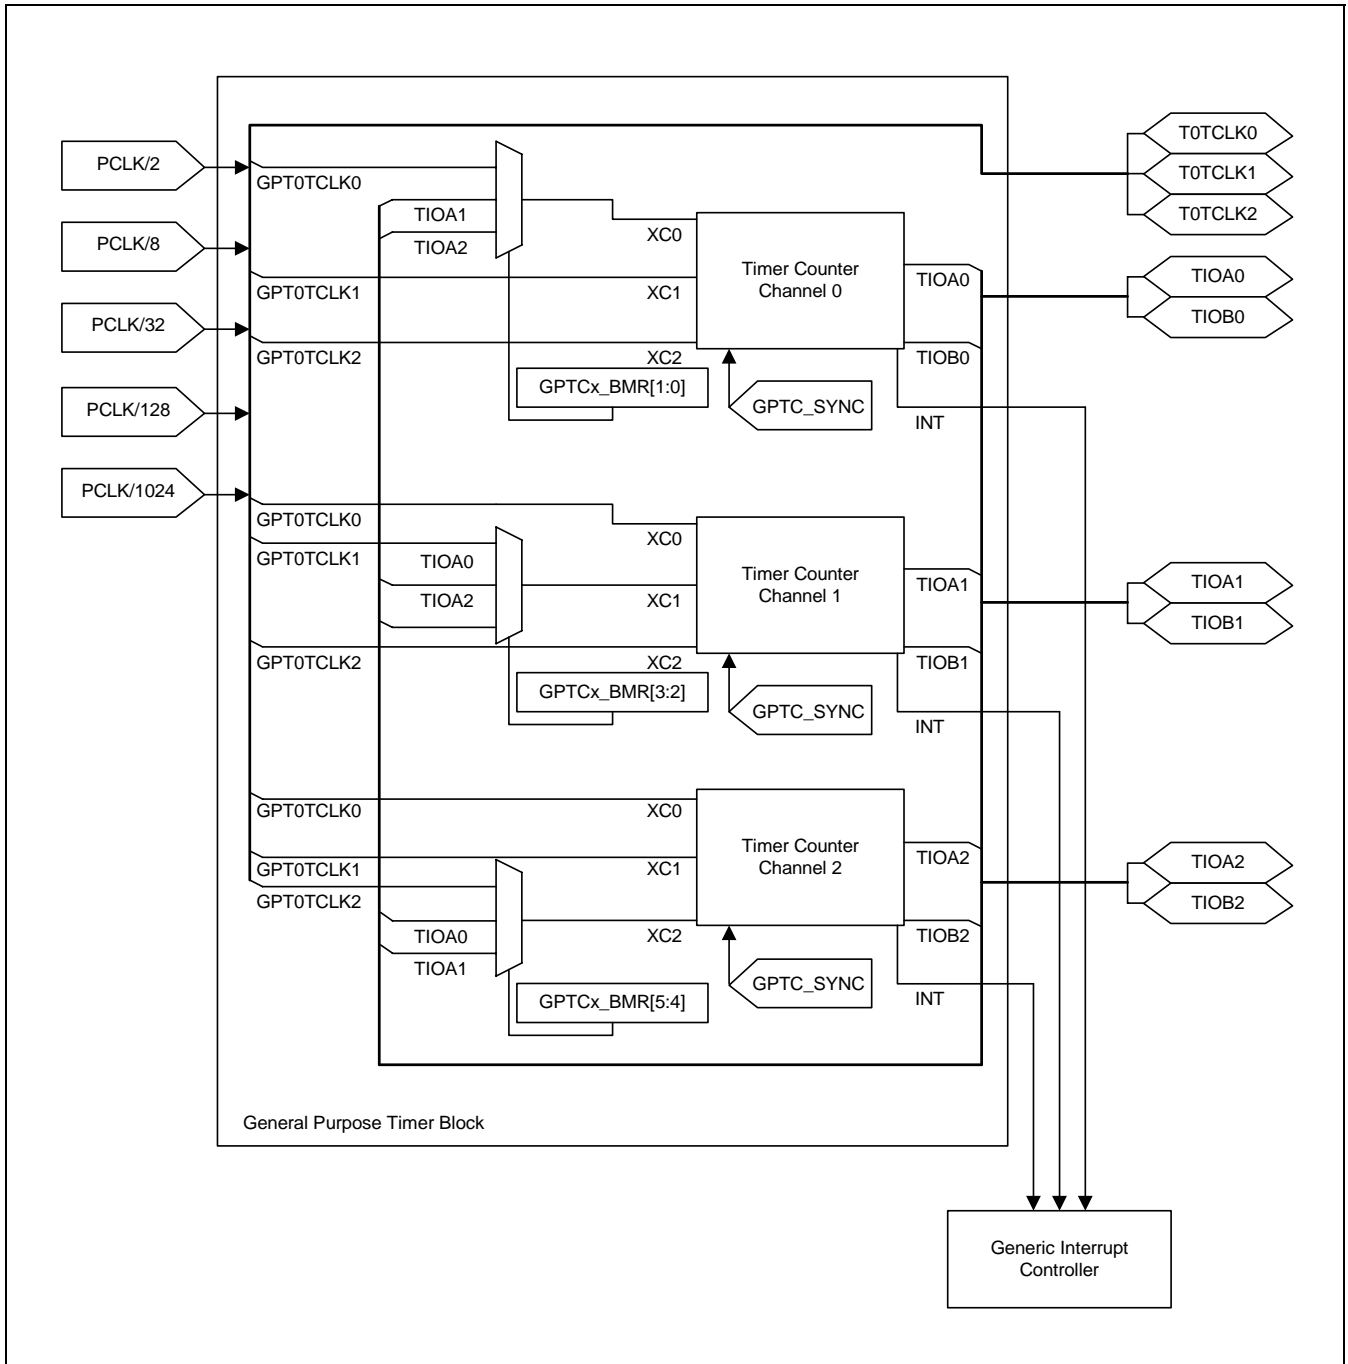 PCLK/2
PCLK/8
PCLK/32
PCLK/128
PCLK/1024
GPT0TCLK0
TIOA1
TIOA2
GPT0TCLK1
GPT0TCLK2
XC0
XC1
XC2
Timer Counter
Channel 0
TIOA0
TIOB0
GPTCx_BMR[1:0]
GPTC_SYNC
INT
GPT0TCLK0
GPT0TCLK1
TIOA0
TIOA2
GPT0TCLK2
XC0
XC1
XC2
Timer Counter
Channel 1
TIOA1
TIOB1
GPTCx_BMR[3:2]
GPTC_SYNC
INT
GPT0TCLK0
GPT0TCLK1
GPT0TCLK2
TIOA0
TIOA1
XC0
XC1
XC2
Timer Counter
Channel 2
TIOA2
TIOB2
GPTCx_BMR[5:4]
GPTC_SYNC
INT
General Purpose Timer Block
T0TCLK0
T0TCLK1
T0TCLK2
TIOA0
TIOB0
TIOA1
TIOB1
TIOA2
TIOB2
Generic Interrupt
Controller